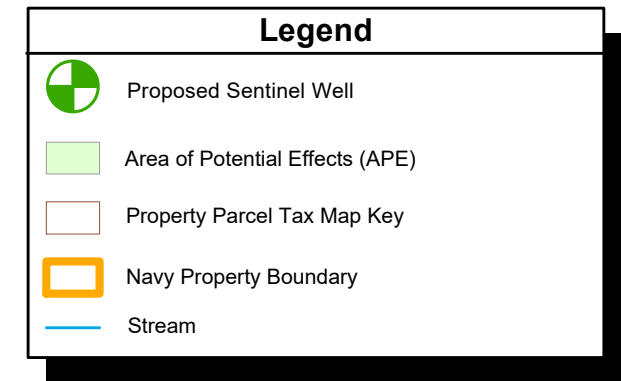 Legend
Proposed Sentinel Well
Area of Potential Effects (APE)
Property Parcel Tax Map Key
Navy Property Boundary
Stream